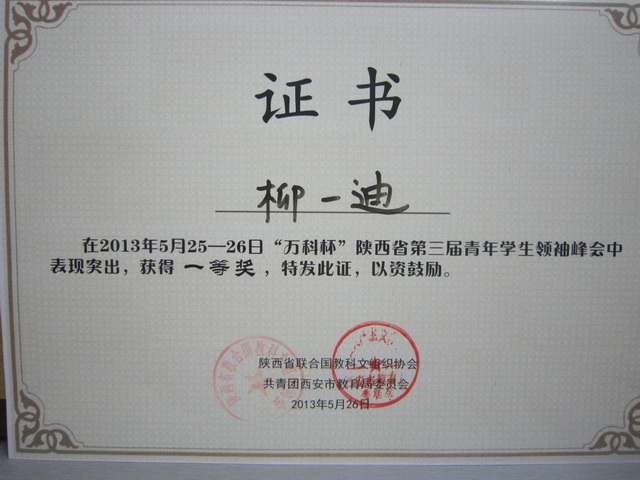 证书
柳一迪
在2013年5月25—26日“万科杯”陕西省第三届青年学生领袖峰会中
表现突出，获得 一等奖 ，特发此证，以资鼓励。
陕西省联合国教科文组织协会
共青团西安市教育局委员会
2013年5月26日